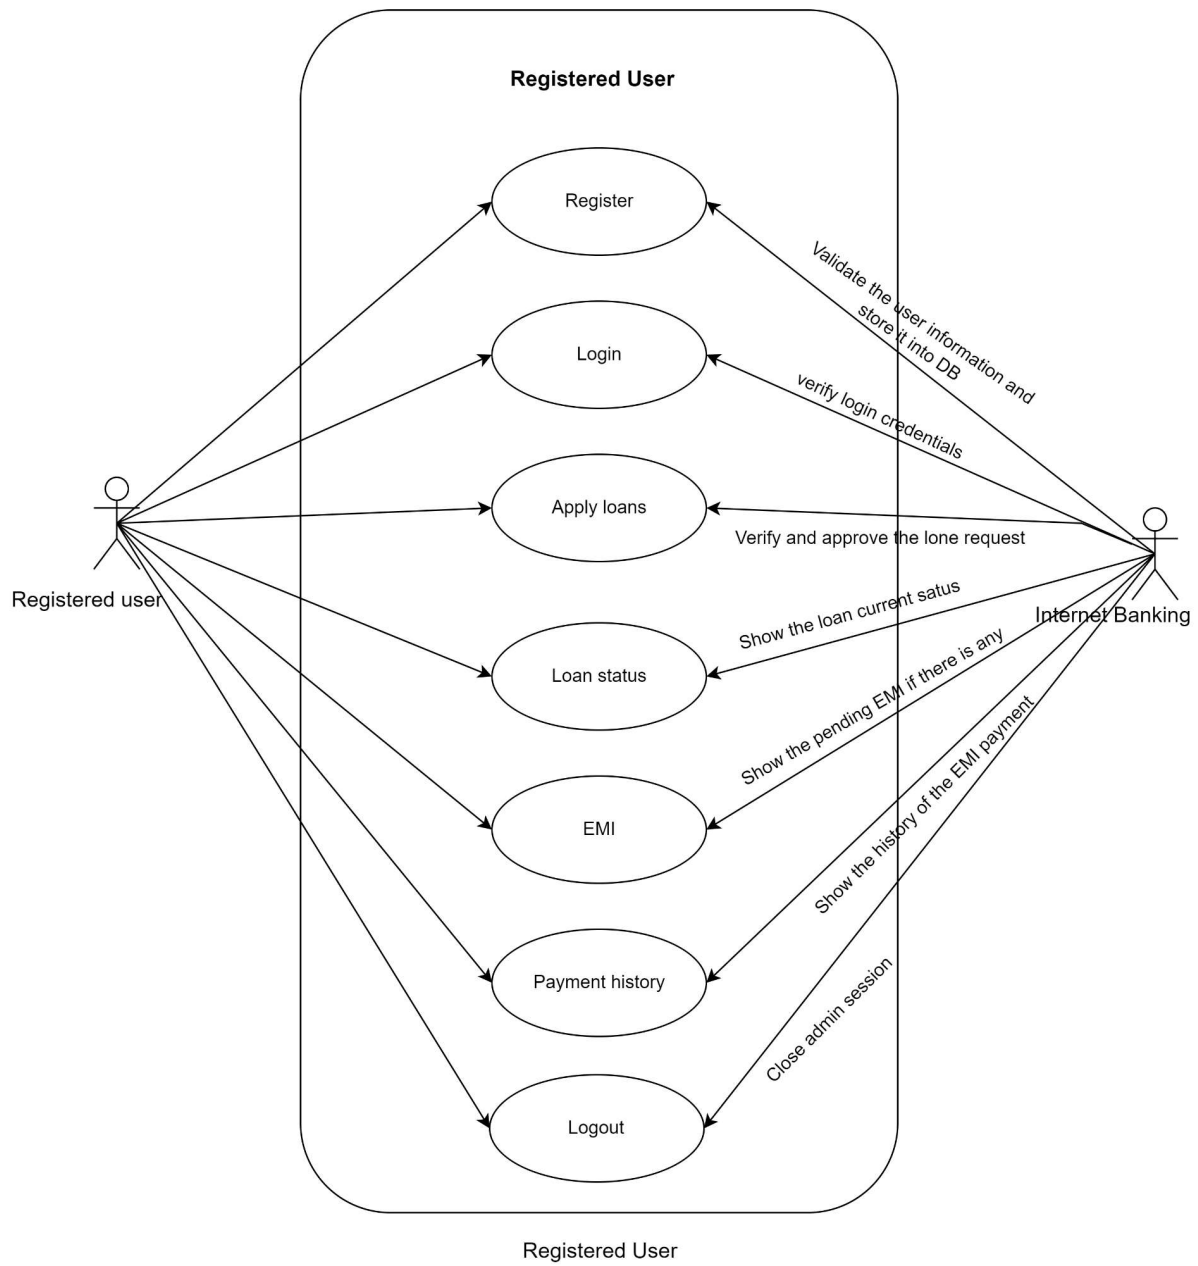 Registered User
Register
Validate the user information and
store it into DB
Login
verify login credentials
Apply loans
Verify and approve the lone request
Registered user
Internet Banking
Show the loan current satus
Loan status
Show the pending EMI if there is any
EMI
Show the history of the EMI payment
Payment history
Close admin session
Logout
Registered User